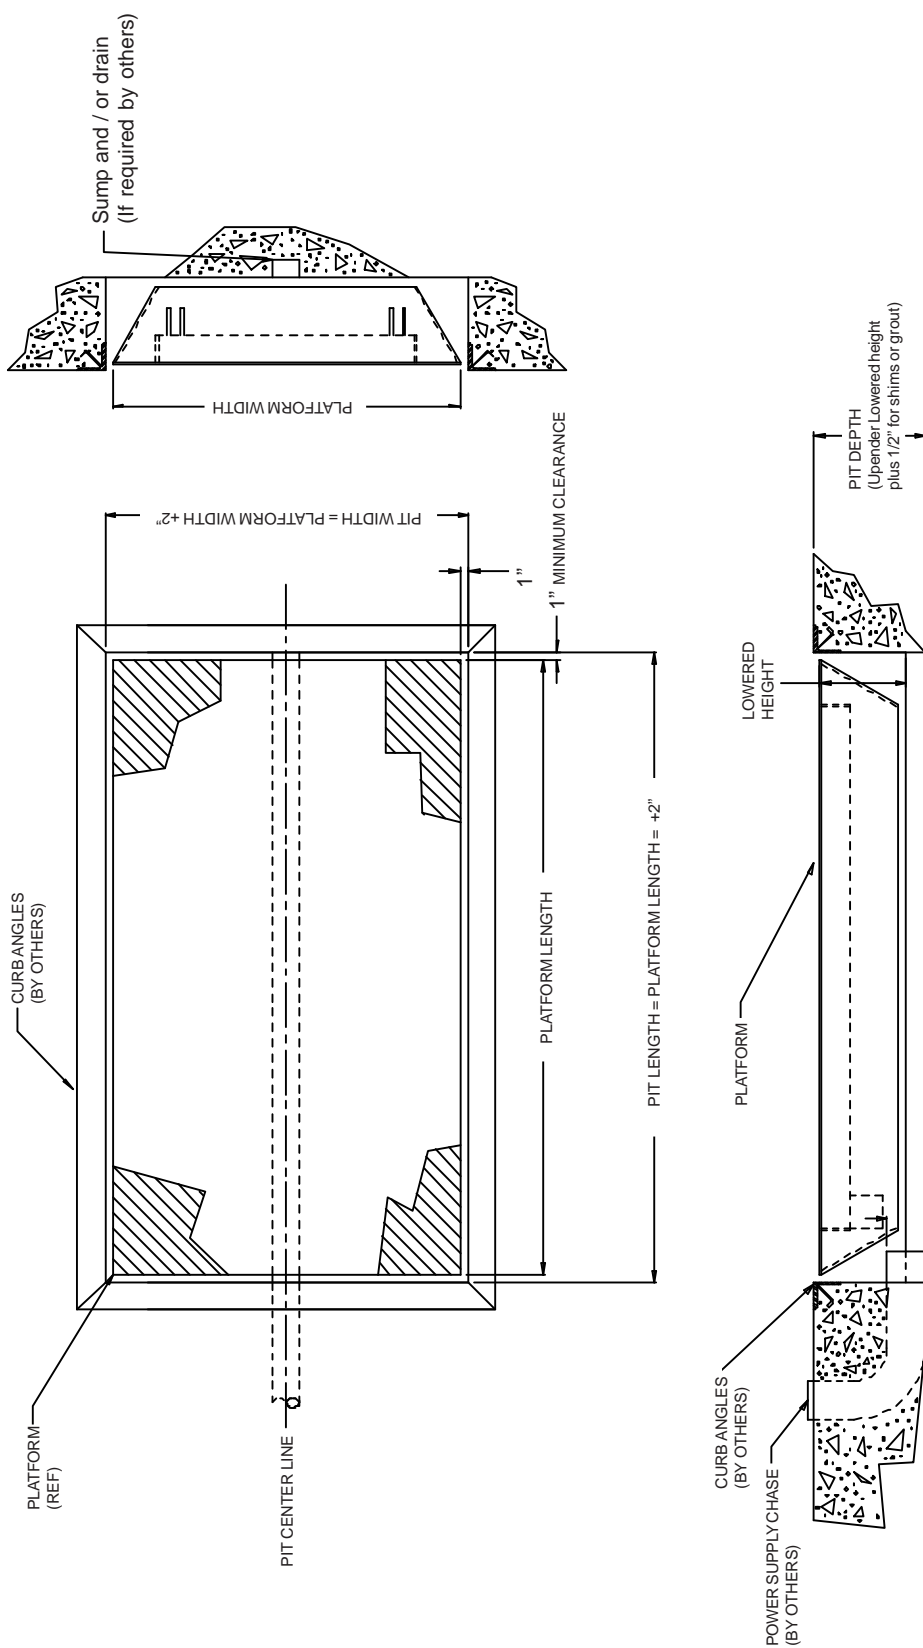 Sump and / or drain
(If required by others)
PLATFORM WIDTH
PIT WIDTH = PLATFORM WIDTH +2"
1"
1" MINIMUM CLEARANCE
CURB ANGLES
(BY OTHERS)
PLATFORM LENGTH
PIT LENGTH = PLATFORM LENGTH = +2"
PLATFORM
(REF)
PIT CENTER LINE
PIT DEPTH
(Upender Lowered height
plus 1/2" for shims or grout)
LOWERED
HEIGHT
PLATFORM
CURB ANGLES
(BY OTHERS)
POWER SUPPLY CHASE
(BY OTHERS)